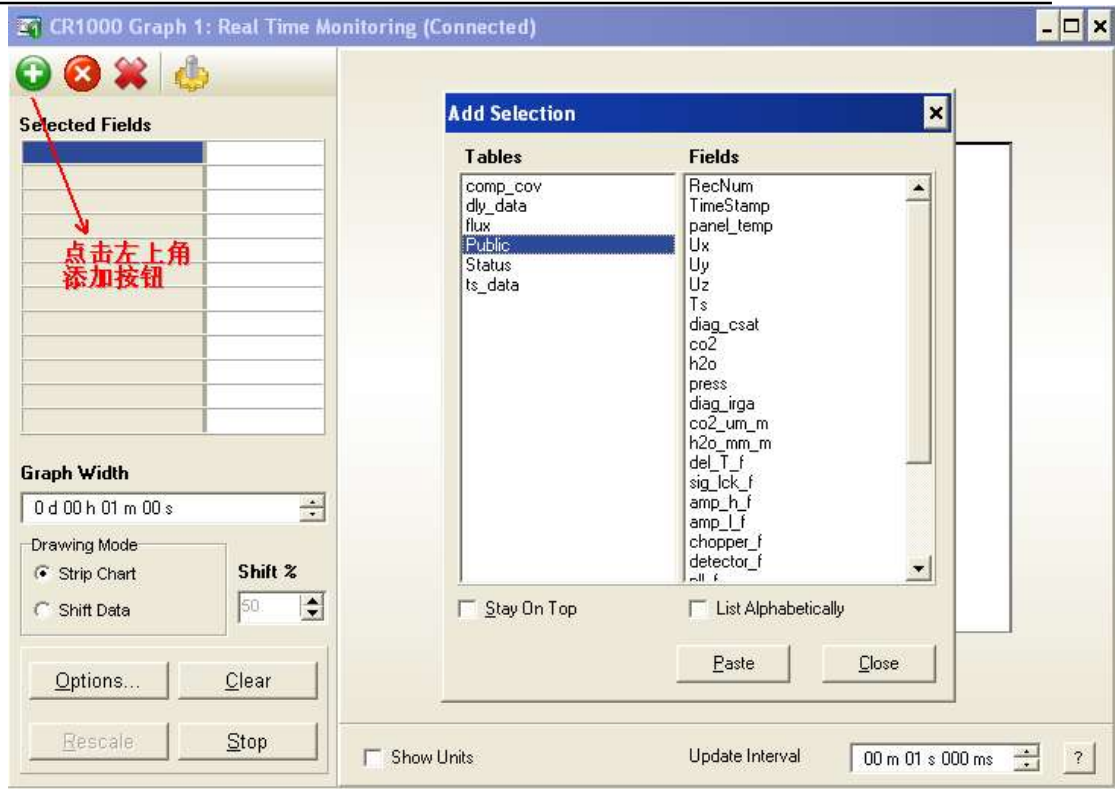 CR1000 Graph 1: Real Time Monitoring (Connected)
Selected Fields
点击左上角
添加按钮
Graph Width
0 d 00 h 01 m 00 s
Drawing Mode
Strip Chart
Shift Data
Shift %
50
Options...
Clear
Rescale
Stop
Add Selection
Tables
comp_cov
dly_data
flux
Public
Status
ts_data
Fields
RecNum
TimeStamp
panel_temp
Ux
Uy
Uz
Ts
diag_csat
co2
h2o
press
diag_irga
co2_um_m
h2o_mm_m
del_T_f
sig_lck_f
amp_h_f
amp_l_f
chopper_f
detector_f
Stay On Top
List Alphabetically
Paste
Close
Show Units
Update Interval
00 m 01 s 000 ms
?